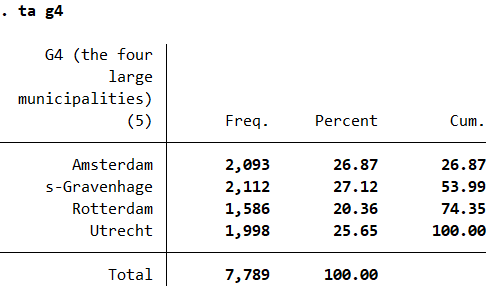 . ta g4
G4 (the four
large
municipalities)
(5) Freq. Percent Cum.
Amsterdam 2,093 26.87 26.87
s-Gravenhage 2,112 27.12 53.99
Rotterdam 1,586 20.36 74.35
Utrecht 1,998 25.65 100.00
Total 7,789 100.00